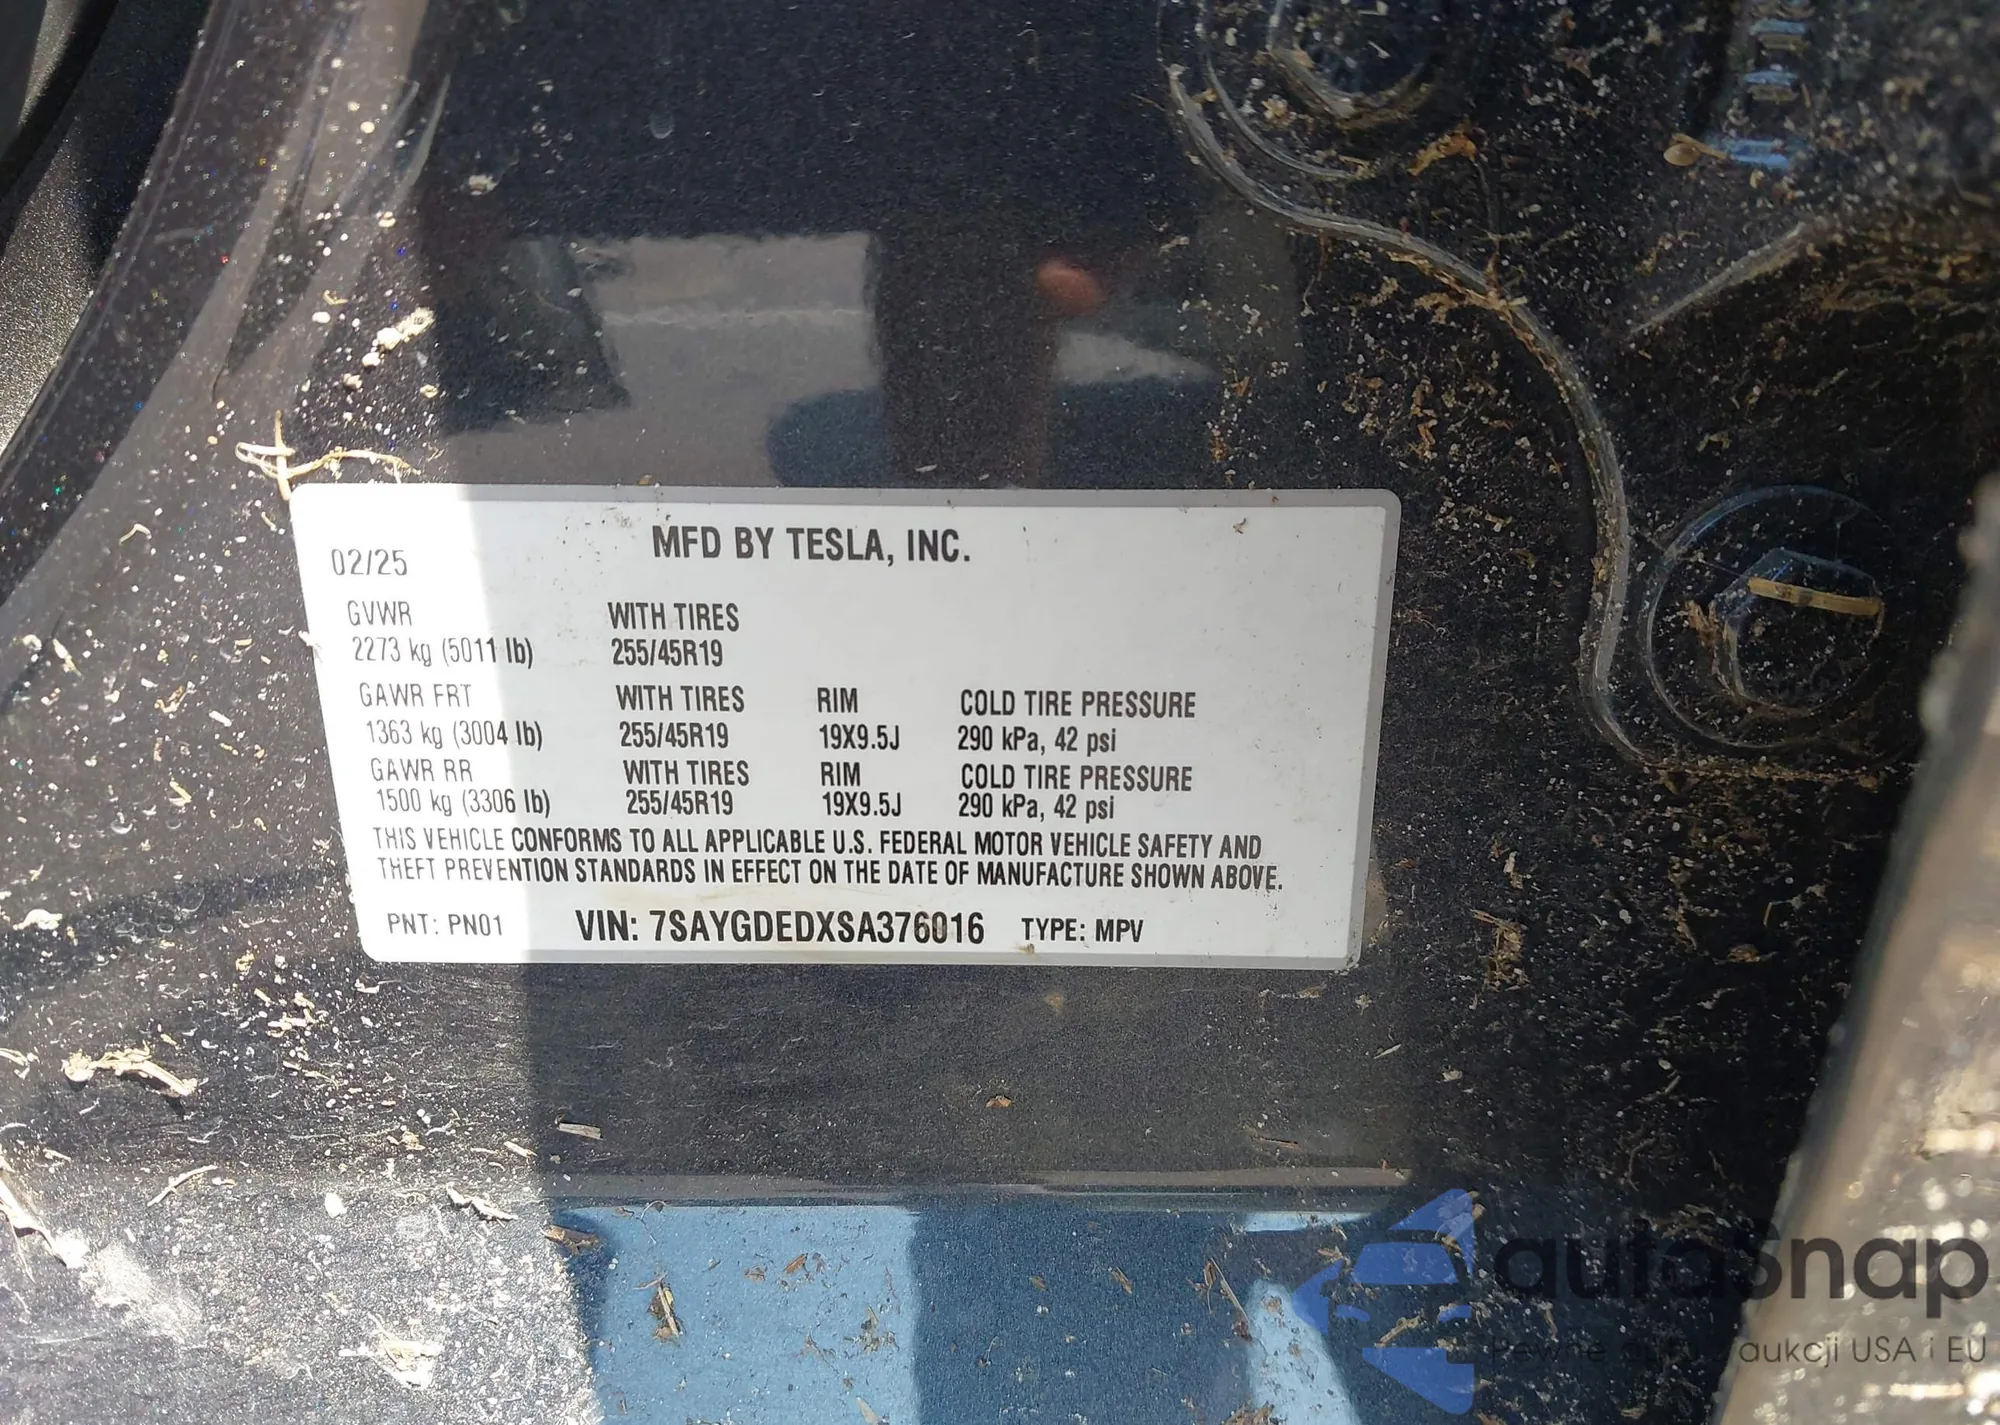 02/25 MFD BY TESLA, INC.
GVWR WITH TIRES
2273 kg (5011 lb) 255/45R19
GAWR FRT WITH TIRES RIM COLD TIRE PRESSURE
1363 kg (3004 lb) 255/45R19 19X9.5J 290 kPa, 42 psi
GAWR RR WITH TIRES RIM COLD TIRE PRESSURE
1500 kg (3306 lb) 255/45R19 19X9.5J 290 kPa, 42 psi
THIS VEHICLE CONFORMS TO ALL APPLICABLE U.S. FEDERAL MOTOR VEHICLE SAFETY AND
THEFT PREVENTION STANDARDS IN EFFECT ON THE DATE OF MANUFACTURE SHOWN ABOVE.
PNT: PN01 VIN: 7SAYGDEDXSA376016 TYPE: MPV
autoSnap
Pewne auta z aukcji USA i EU